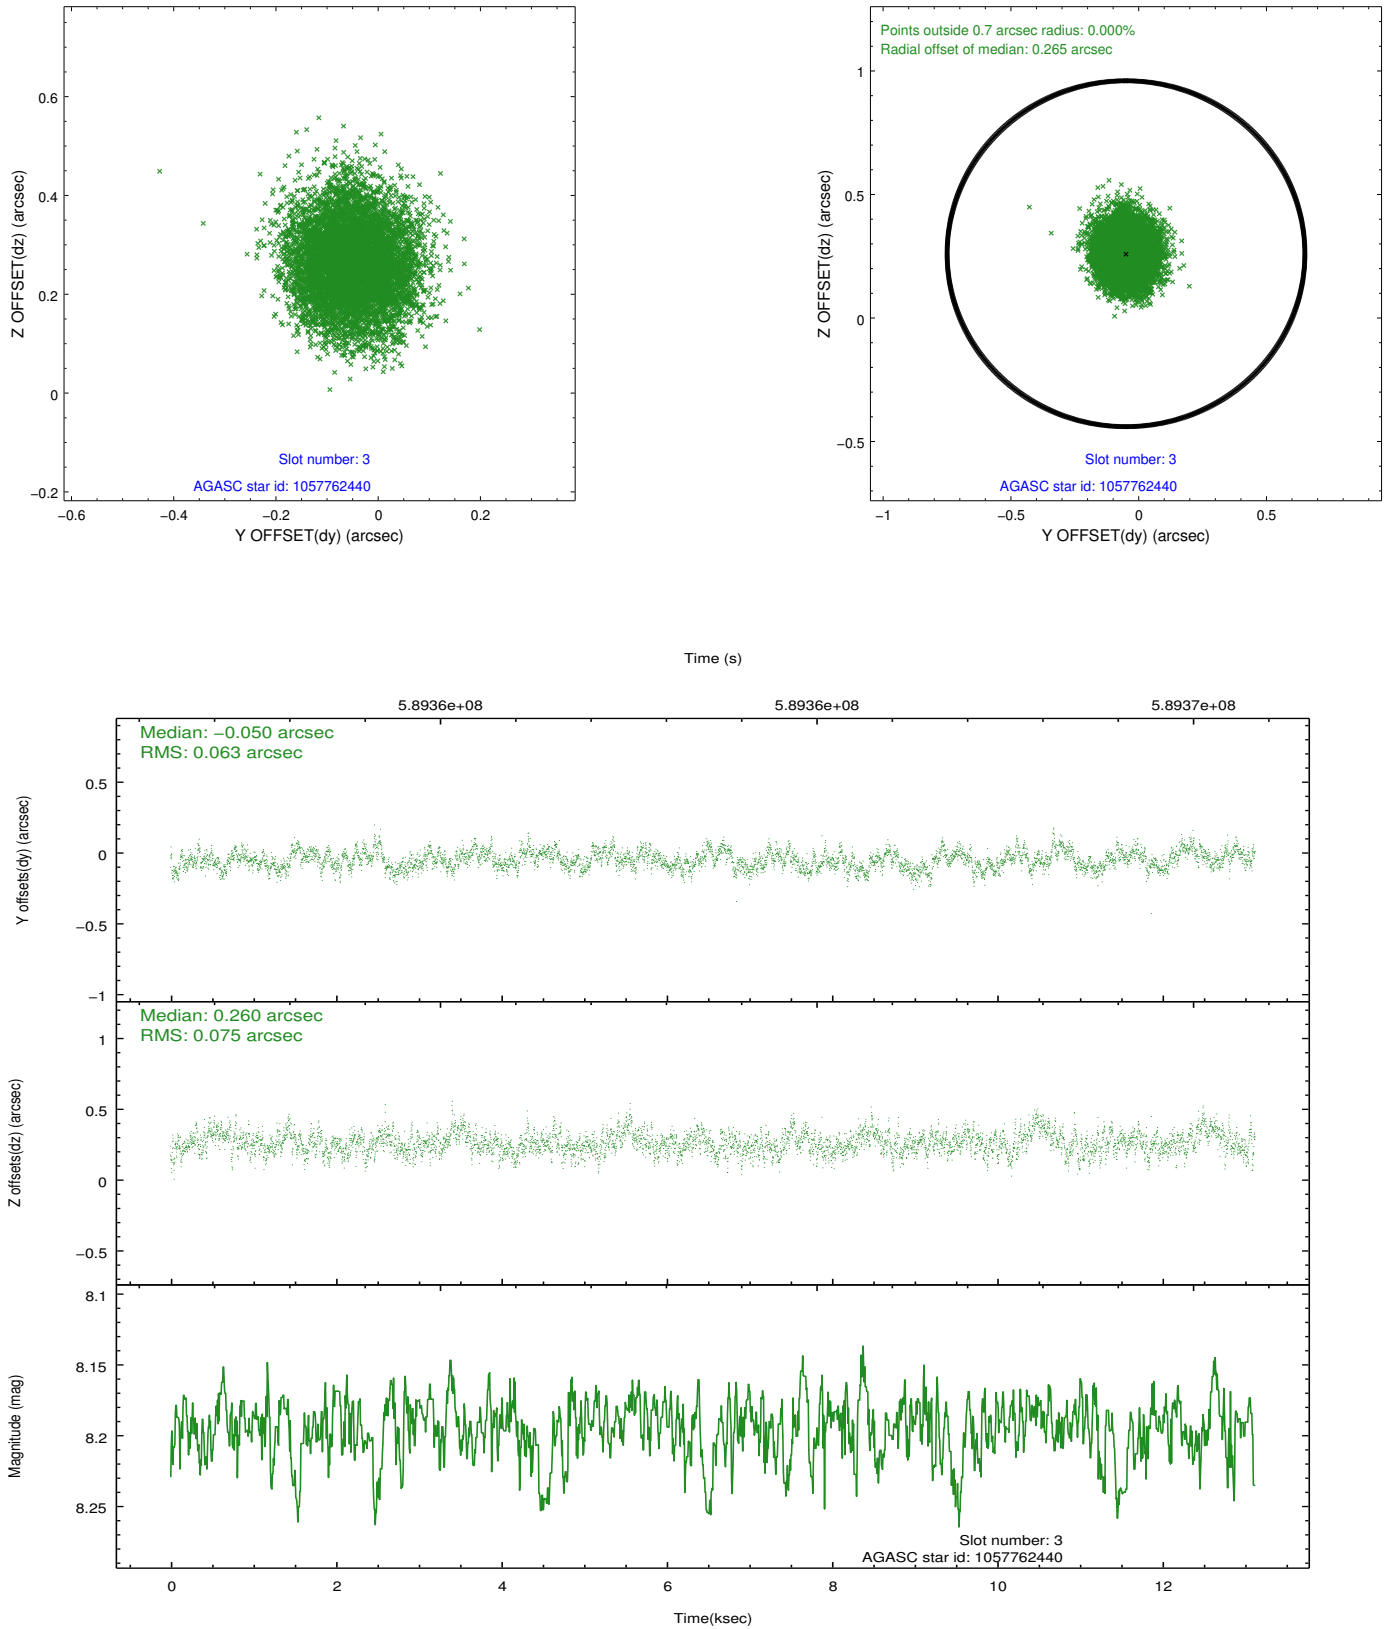 0.6
0.4
0.2
0
−0.2
Z OFFSET(dz) (arcsec)
Slot number: 3
AGASC star id: 1057762440
−0.6 −0.4 −0.2 0 0.2
Y OFFSET(dy) (arcsec)
Points outside 0.7 arcsec radius: 0.000%
Radial offset of median: 0.265 arcsec
1
0.5
0
−0.5
Z OFFSET(dz) (arcsec)
Slot number: 3
AGASC star id: 1057762440
−1 −0.5 0 0.5
Y OFFSET(dy) (arcsec)
Time (s)
5.8936e+08 5.8936e+08 5.8937e+08
Median: −0.050 arcsec
RMS: 0.063 arcsec
0.5
0
−0.5
−1
Y offsets(dy) (arcsec)
Median: 0.260 arcsec
RMS: 0.075 arcsec
1
0.5
0
−0.5
Z offsets(dz) (arcsec)
8.1
8.15
8.2
8.25
Magnitude (mag)
Slot number: 3
AGASC star id: 1057762440
0 2 4 6 8 10 12
Time(ksec)